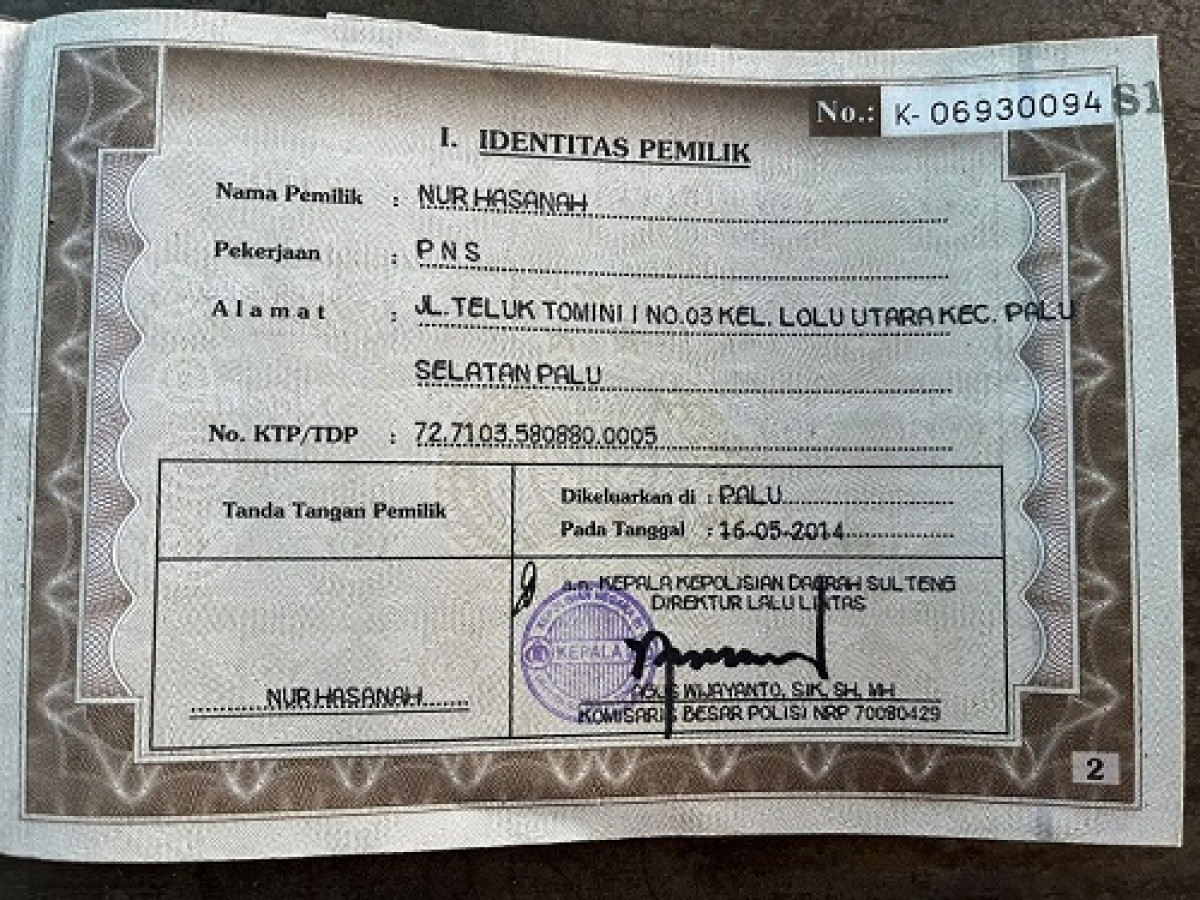 No.: K- 06930094 S1
I. IDENTITAS PEMILIK
Nama Pemilik : NUR HASANAH
Pekerjaan : P N S
A l a m a t : JL. TELUK TOMINI I NO.03 KEL. LOLU UTARA KEC. PALU
SELATAN PALU
No. KTP/TDP : 72.7103.580880.0005
Tanda Tangan Pemilik
Dikeluarkan di : PALU
Pada Tanggal : 16-05-2014
a.n. KEPALA KEPOLISIAN DAERAH SULTENG
DIREKTUR LALU LINTAS
KEPALA
NUR HASANAH
AGUS WIJAYANTO, SIK, SH, MH
KOMISARIS BESAR POLISI NRP 70080429
2